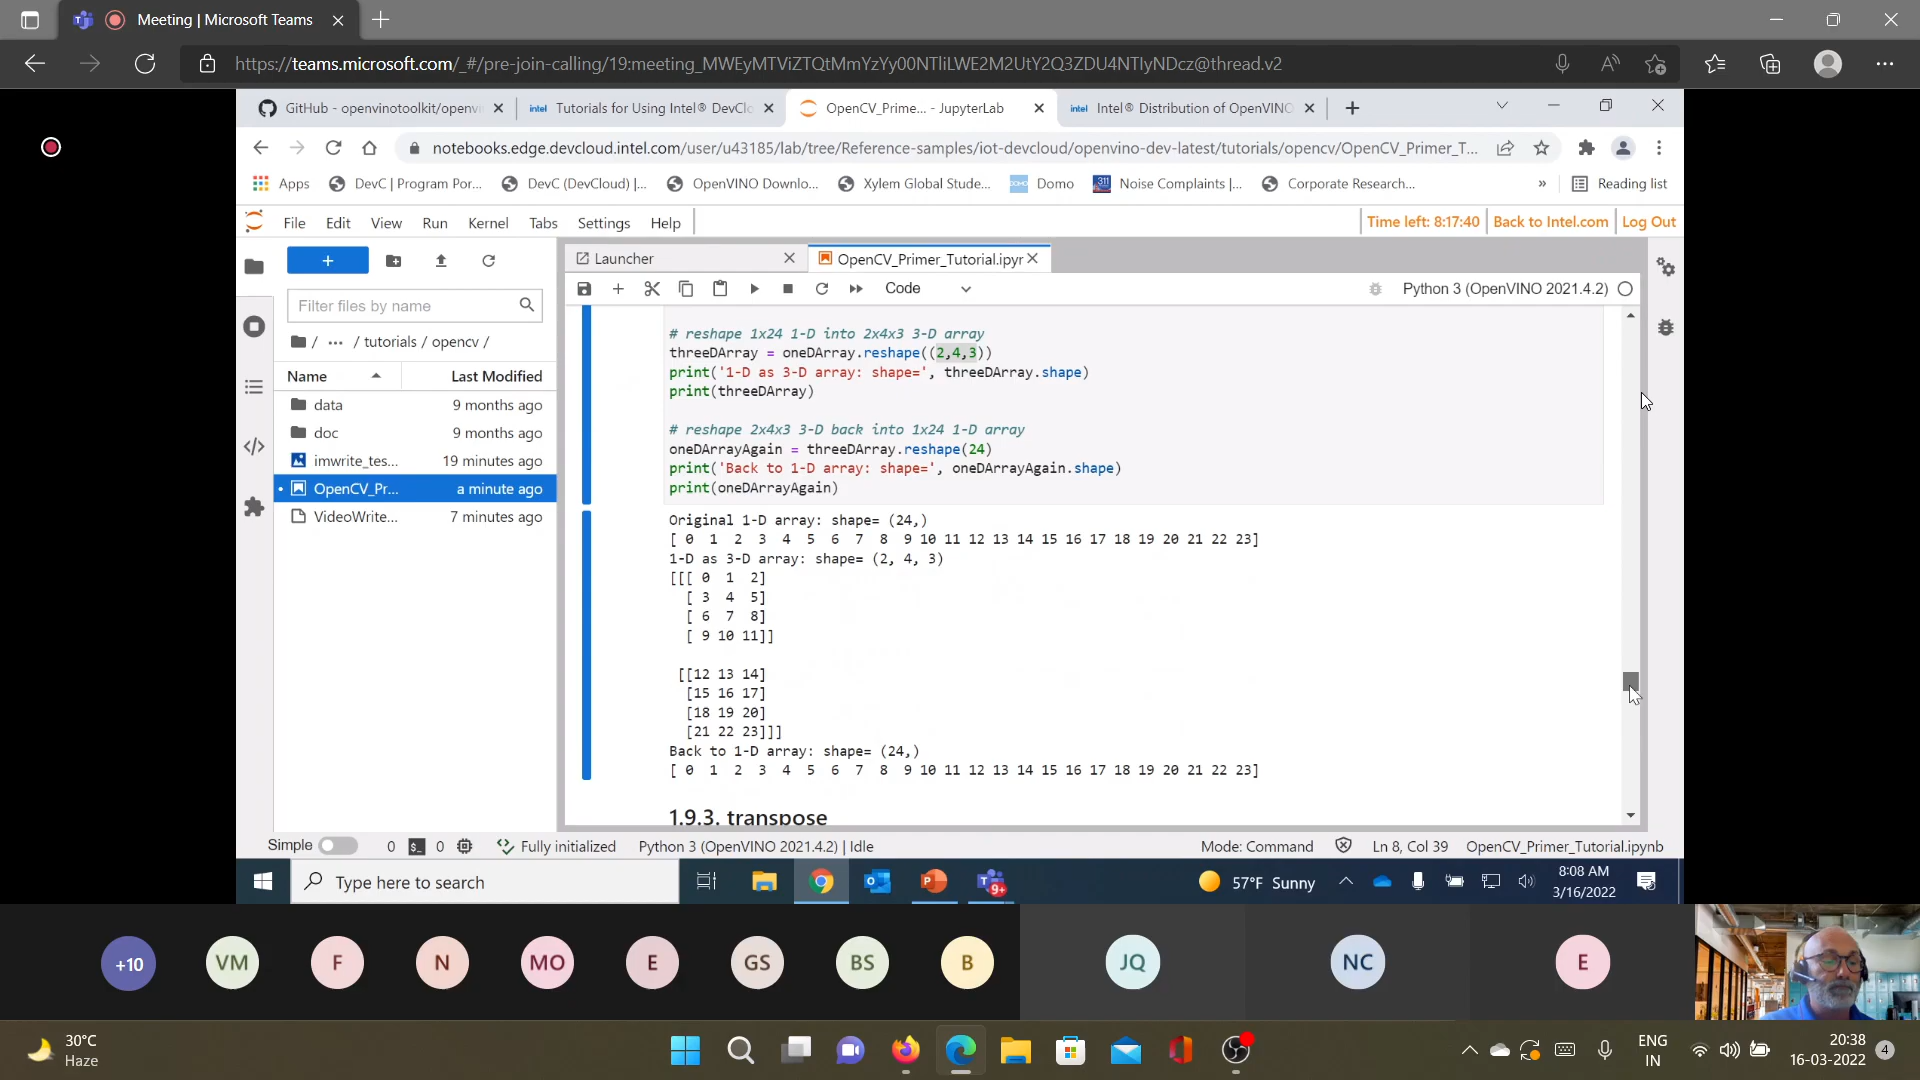 Meeting | Microsoft Teams
https://teams.microsoft.com/_#/pre-join-calling/19:meeting_MWEyMTViZTQtMmYzYy00NTliLWE2M2UtY2Q3ZDU4NTIyNDcz@thread.v2
GitHub - openvinotoolkit/openvi
intel Tutorials for Using Intel® DevClo
OpenCV_Prime... - JupyterLab
intel Intel® Distribution of OpenVINO
notebooks.edge.devcloud.intel.com/user/u43185/lab/tree/Reference-samples/iot-devcloud/openvino-dev-latest/tutorials/opencv/OpenCV_Primer_T...
Apps DevC | Program Por... DevC (DevCloud) |... OpenVINO Downlo... Xylem Global Stude... Domo 311 Noise Complaints |... Corporate Research... » Reading list
File Edit View Run Kernel Tabs Settings Help Time left: 8:17:40 Back to Intel.com Log Out
Launcher OpenCV_Primer_Tutorial.ipyr
Code Python 3 (OpenVINO 2021.4.2)
Filter files by name
/ ... / tutorials / opencv /
Name Last Modified
data 9 months ago
doc 9 months ago
imwrite_tes... 19 minutes ago
OpenCV_Pr... a minute ago
VideoWrite... 7 minutes ago
# reshape 1x24 1-D into 2x4x3 3-D array
threeDArray = oneDArray.reshape((2,4,3))
print('1-D as 3-D array: shape=', threeDArray.shape)
print(threeDArray)
# reshape 2x4x3 3-D back into 1x24 1-D array
oneDArrayAgain = threeDArray.reshape(24)
print('Back to 1-D array: shape=', oneDArrayAgain.shape)
print(oneDArrayAgain)
Original 1-D array: shape= (24,)
[ 0 1 2 3 4 5 6 7 8 9 10 11 12 13 14 15 16 17 18 19 20 21 22 23]
1-D as 3-D array: shape= (2, 4, 3)
[[[ 0 1 2]
[ 3 4 5]
[ 6 7 8]
[ 9 10 11]]
[[12 13 14]
[15 16 17]
[18 19 20]
[21 22 23]]]
Back to 1-D array: shape= (24,)
[ 0 1 2 3 4 5 6 7 8 9 10 11 12 13 14 15 16 17 18 19 20 21 22 23]
1.9.3. transpose
Simple 0 0 Fully initialized Python 3 (OpenVINO 2021.4.2) | Idle Mode: Command Ln 8, Col 39 OpenCV_Primer_Tutorial.ipynb
Type here to search 9+ 57°F Sunny 8:08 AM
3/16/2022
+10 VM F N MO E GS BS B JQ NC E
30°C
Haze
ENG
IN
20:38
16-03-2022
4